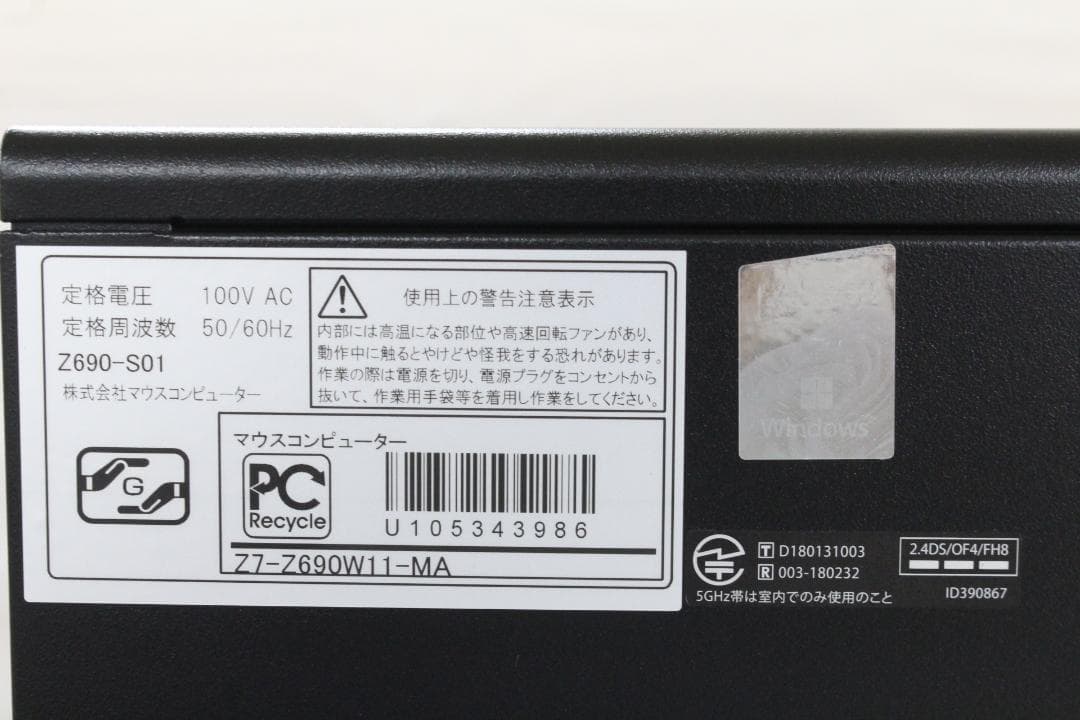 定格電圧 100V AC
定格周波数 50/60Hz
Z690-S01
株式会社マウスコンピューター
使用上の警告注意表示
内部には高温になる部位や高速回転ファンがあり、
動作中に触るとやけどや怪我をする恐れがあります。
作業の際は電源を切り、電源プラグをコンセントから
抜いて、作業用手袋等を着用し作業をしてください。
G
マウスコンピューター
PC
Recycle
U105343986
Z7-Z690W11-MA
Windows
T D180131003
R 003-180232
5GHz帯は室内でのみ使用のこと
2.4DS/OF4/FH8
ID390867